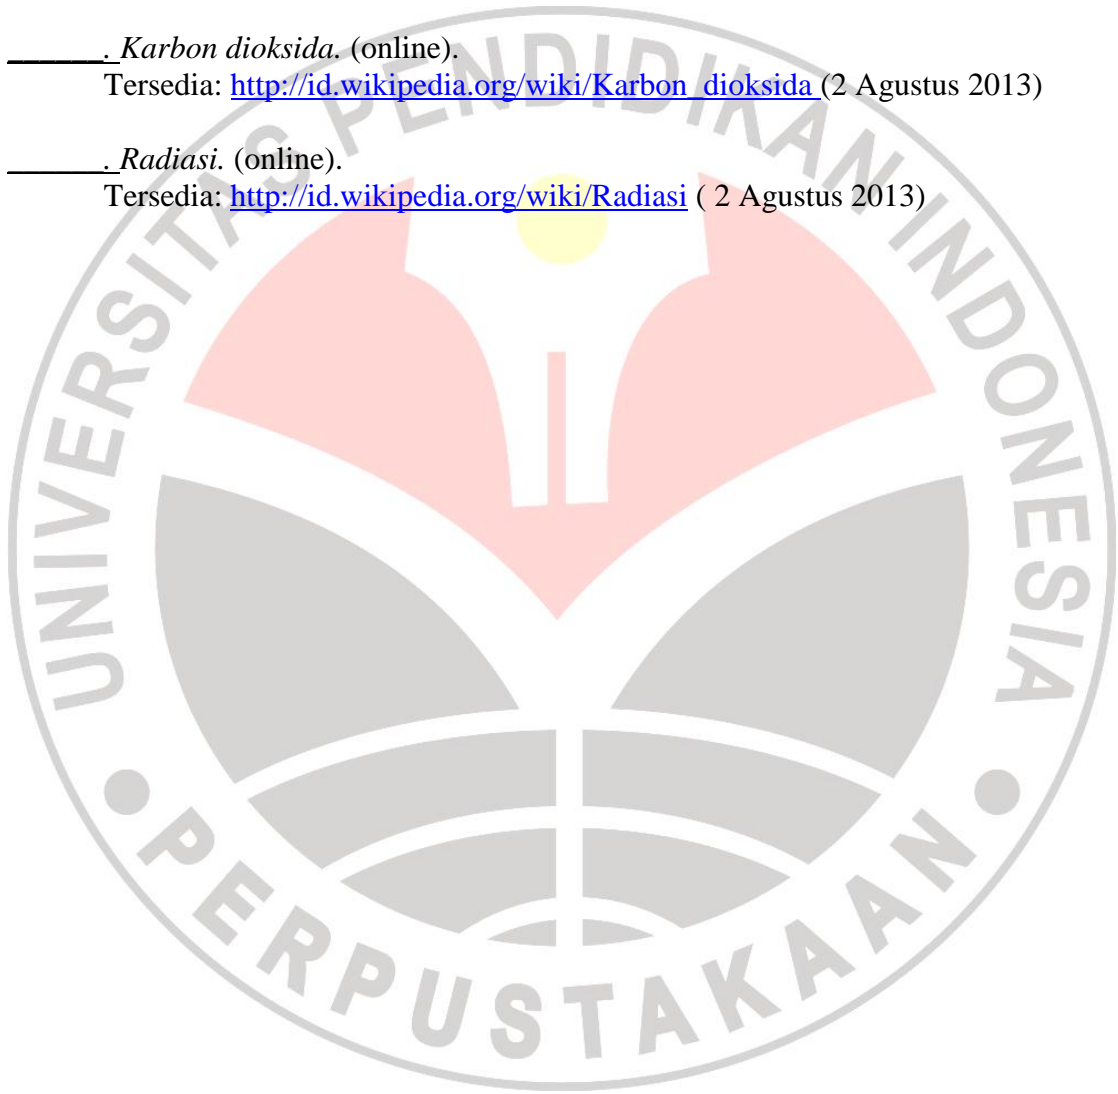 ______. Karbon dioksida. (online).
Tersedia: http://id.wikipedia.org/wiki/Karbon_dioksida (2 Agustus 2013)
______. Radiasi. (online).
Tersedia: http://id.wikipedia.org/wiki/Radiasi ( 2 Agustus 2013)
UNIVERSITAS PENDIDIKAN INDONESIA
PERPUSTAKAAN